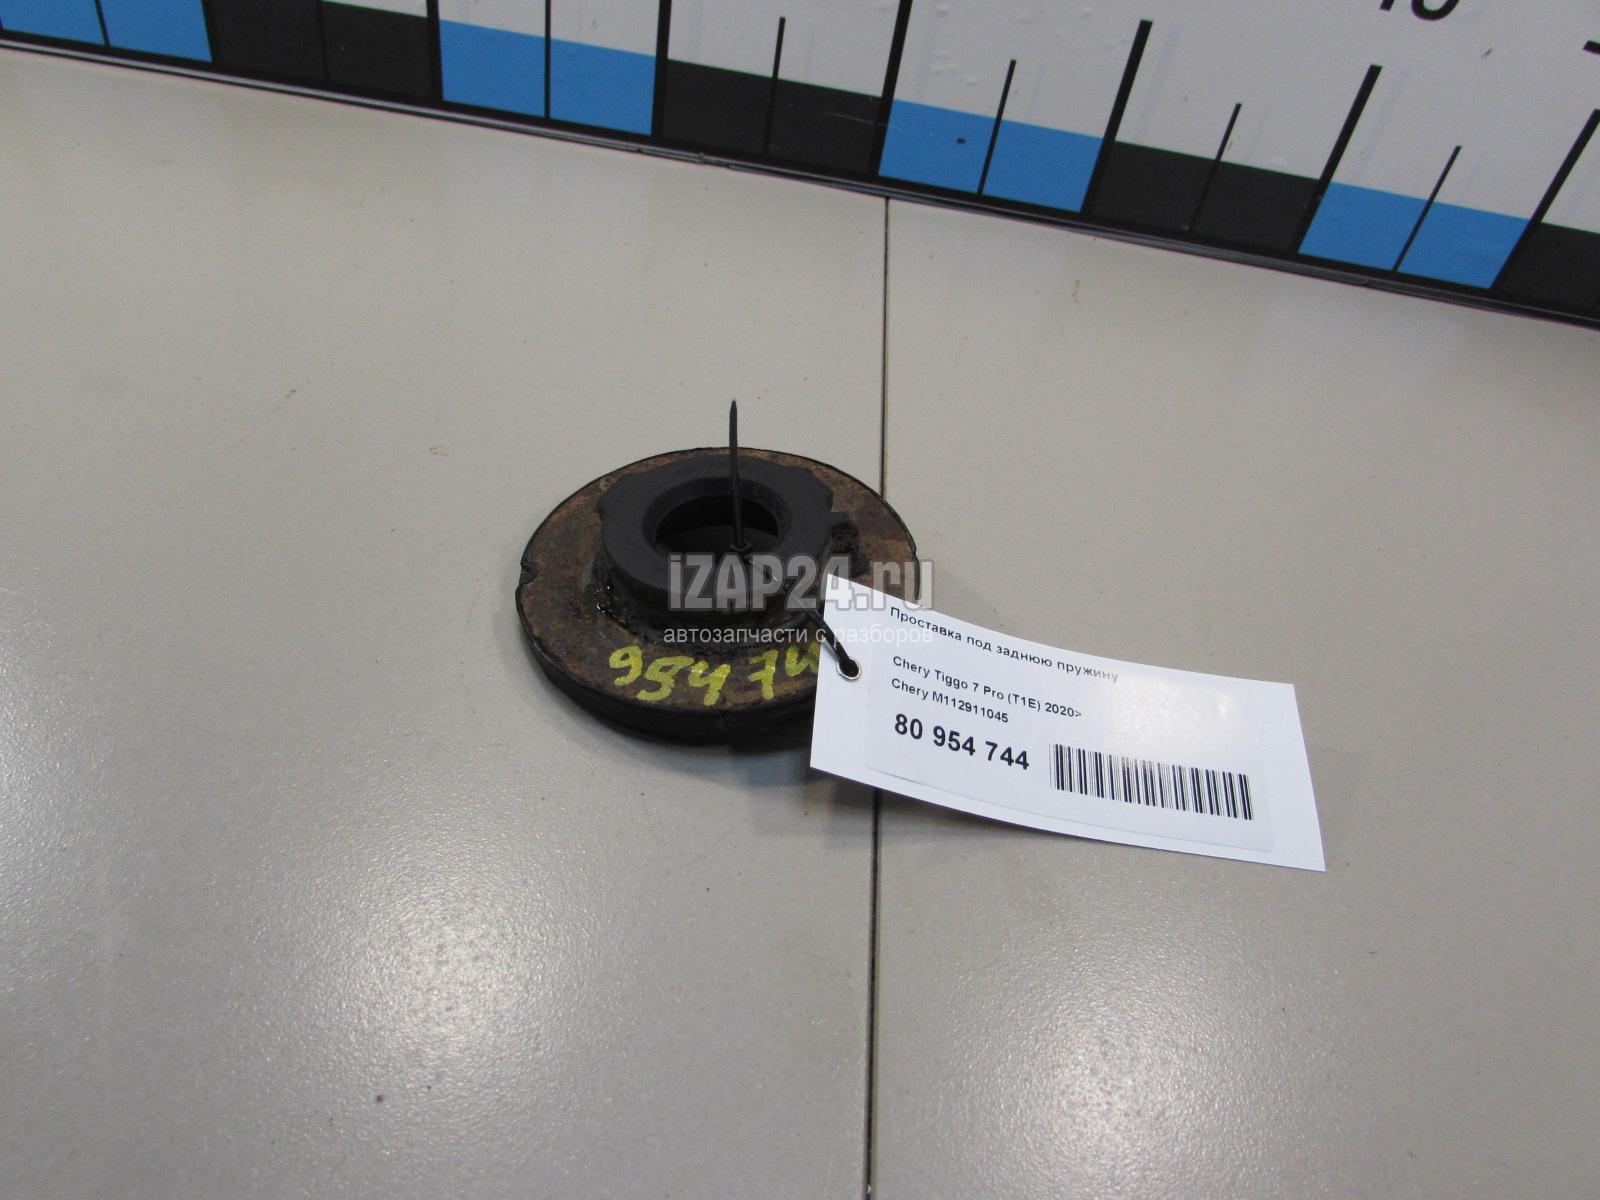 iZAP24.ru
автозапчасти с разборов
Проставка под заднюю пружину
Chery Tiggo 7 Pro (T1E) 2020>
Chery M112911045
80 954 744
954 74